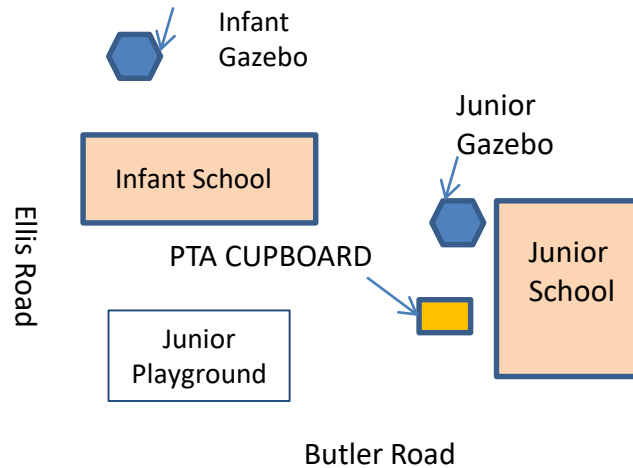 Infant
Gazebo
Junior
Gazebo
Infant School
Ellis Road
PTA CUPBOARD
Junior
School
Junior
Playground
Butler Road